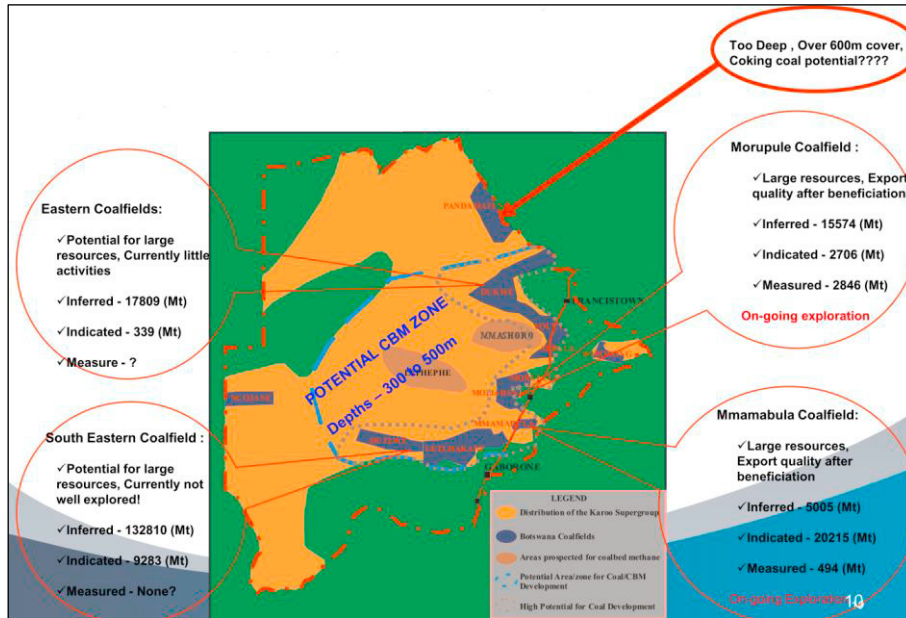 Too Deep , Over 600m cover,
Coking coal potential????
Eastern Coalfields:
✓Potential for large
resources, Currently little
activities
✓Inferred - 17809 (Mt)
✓Indicated - 339 (Mt)
✓Measure - ?
South Eastern Coalfield :
✓Potential for large
resources, Currently not
well explored!
✓Inferred - 132810 (Mt)
✓Indicated - 9283 (Mt)
✓Measured - None?
POTENTIAL CBM ZONE
Depths – 300 to 500m
DUKWE
FRANCISTOWN
MMASHORO
MMAMABULA
GABORONE
LEGEND
Distribution of the Karoo Supergroup
Botswana Coalfields
Areas prospected for coalbed methane
Potential Area/zone for Coal/CBM
Development
High Potential for Coal Development
Morupule Coalfield :
✓Large resources, Export
quality after beneficiation
✓Inferred - 15574 (Mt)
✓Indicated - 2706 (Mt)
✓Measured - 2846 (Mt)
On-going exploration
Mmamabula Coalfield:
✓Large resources,
Export quality after
beneficiation
✓Inferred - 5005 (Mt)
✓Indicated - 20215 (Mt)
✓Measured - 494 (Mt)
On-going Exploration
10